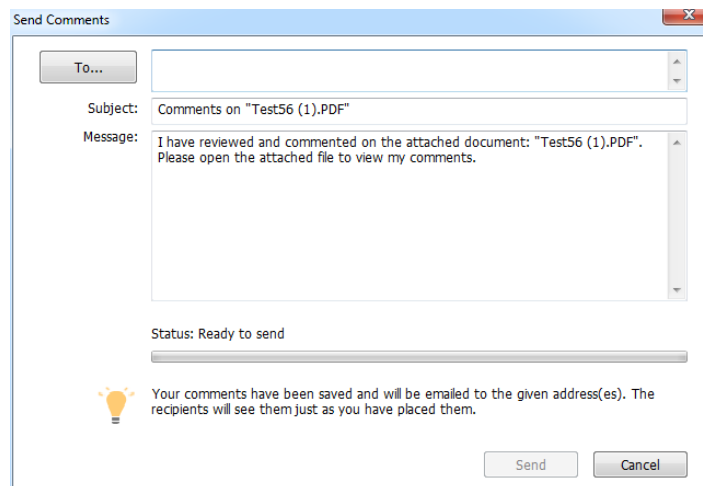 Send Comments
To...
Subject: Comments on "Test56 (1).PDF"
Message: I have reviewed and commented on the attached document: "Test56 (1).PDF".
Please open the attached file to view my comments.
Status: Ready to send
Your comments have been saved and will be emailed to the given address(es). The
recipients will see them just as you have placed them.
Send Cancel